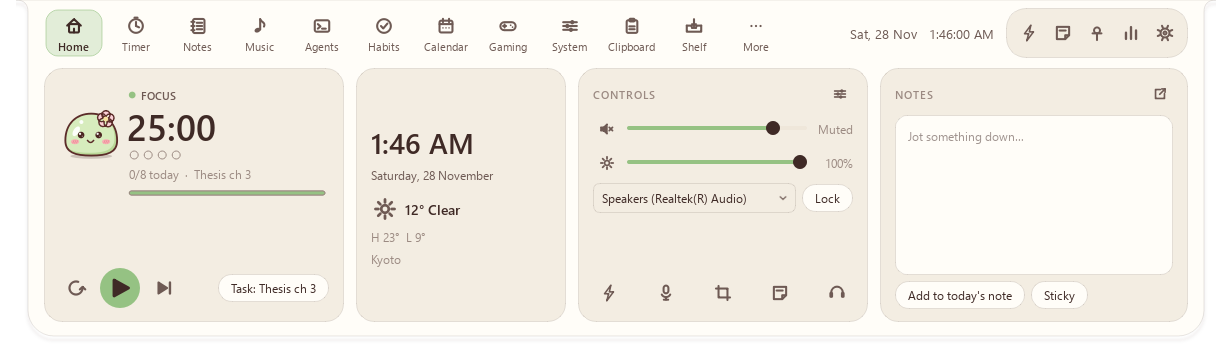 Home
Timer
Notes
Music
Agents
Habits
Calendar
Gaming
System
Clipboard
Shelf
More
Sat, 28 Nov 1:46:00 AM
FOCUS
25:00
0/8 today · Thesis ch 3
Task: Thesis ch 3
1:46 AM
Saturday, 28 November
12° Clear
H 23° L 9°
Kyoto
CONTROLS
Muted
100%
Speakers (Realtek(R) Audio)
Lock
NOTES
Jot something down...
Add to today's note
Sticky